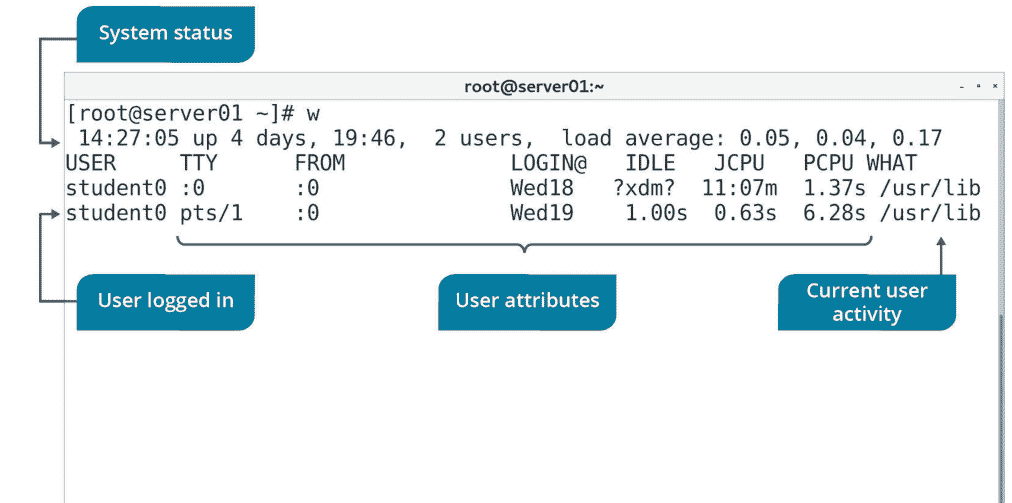 System status
root@server01:~
[root@server01 ~]# w
14:27:05 up 4 days, 19:46,  2 users,  load average: 0.05, 0.04, 0.17
USER     TTY      FROM             LOGIN@   IDLE   JCPU   PCPU WHAT
student0 :0       :0               Wed18   ?xdm?  11:07m  1.37s /usr/lib
student0 pts/1    :0               Wed19    1.00s  0.63s  6.28s /usr/lib
User logged in
User attributes
Current user
activity